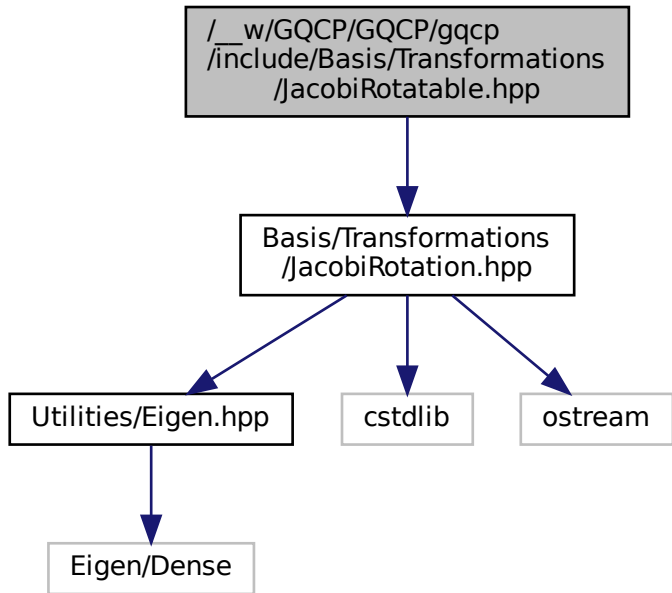 /__w/GQCP/GQCP/gqcp
/include/Basis/Transformations
/JacobiRotatable.hpp
Basis/Transformations
/JacobiRotation.hpp
Utilities/Eigen.hpp
cstdlib
ostream
Eigen/Dense